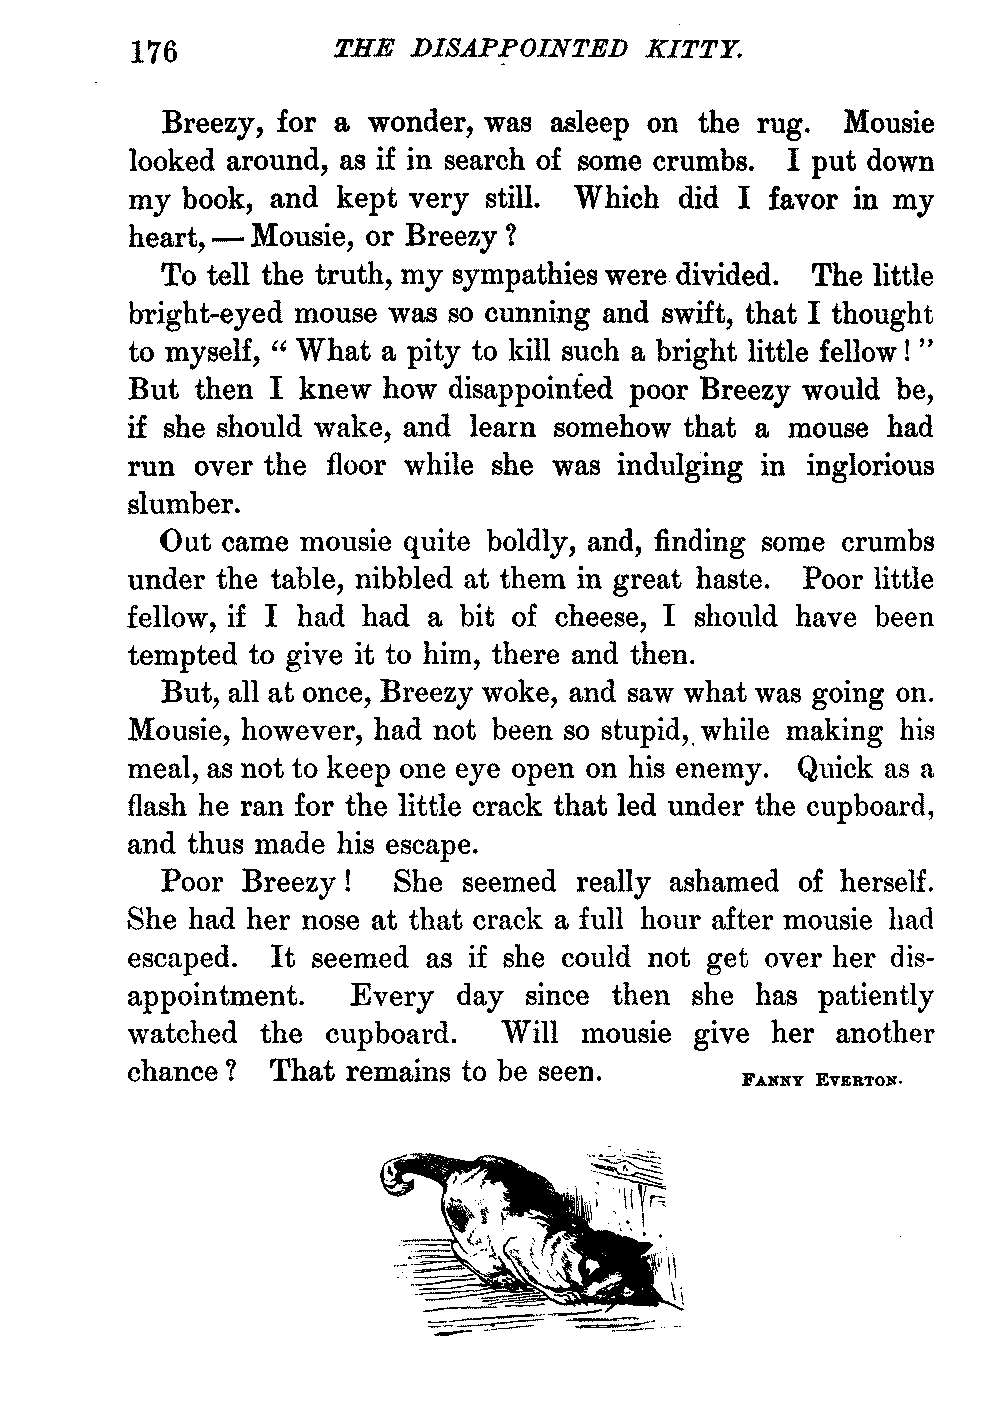 176 THE DISAPPOINTED KITTY.
Breezy, for a wonder, was asleep on the rug. Mousie
looked around, as if in search of some crumbs. I put down
my book, and kept very still. Which did I favor in my
heart, — Mousie, or Breezy ?
To tell the truth, my sympathies were divided. The little
bright-eyed mouse was so cunning and swift, that I thought
to myself, “ What a pity to kill such a bright little fellow ! ”
But then I knew how disappointed poor Breezy would be,
if she should wake, and learn somehow that a mouse had
run over the floor while she was indulging in inglorious
slumber.
Out came mousie quite boldly, and, finding some crumbs
under the table, nibbled at them in great haste. Poor little
fellow, if I had had a bit of cheese, I should have been
tempted to give it to him, there and then.
But, all at once, Breezy woke, and saw what was going on.
Mousie, however, had not been so stupid, while making his
meal, as not to keep one eye open on his enemy. Quick as a
flash he ran for the little crack that led under the cupboard,
and thus made his escape.
Poor Breezy ! She seemed really ashamed of herself.
She had her nose at that crack a full hour after mousie had
escaped. It seemed as if she could not get over her dis-
appointment. Every day since then she has patiently
watched the cupboard. Will mousie give her another
chance ? That remains to be seen. FANNY EVERTON.